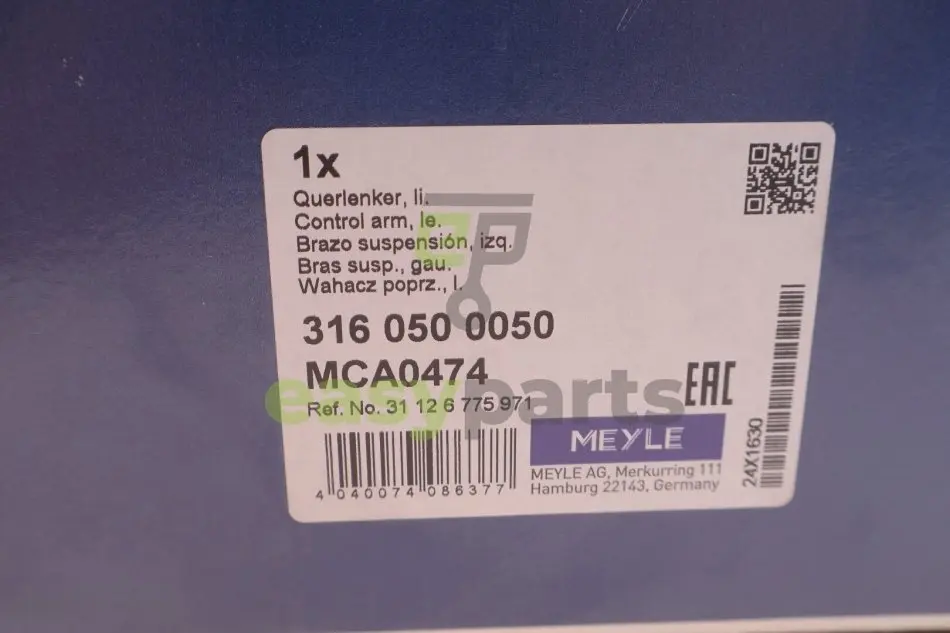 1x
Querlenker, li.
Control arm, le.
Brazo suspensión, izq.
Bras susp., gau.
Wahacz poprz., l.
316 050 0050
MCA0474
EAC
easyparts
Ref. No. 31 12 6 775 971
MEYLE
MEYLE AG, Merkurring 111
Hamburg 22143, Germany
4 040074 086377
24X1630